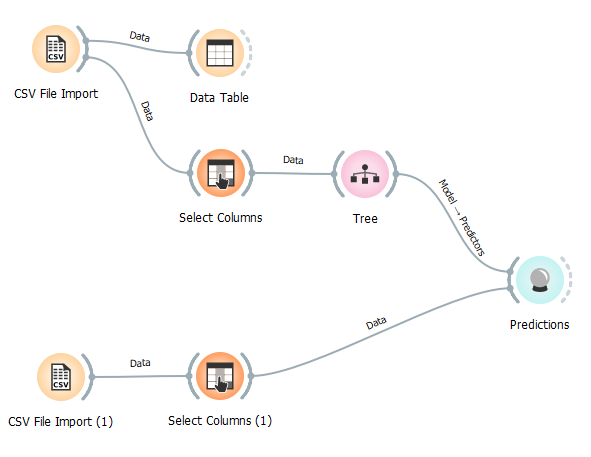 CSV
Data
CSV File Import
Data Table
Data
Data
Select Columns
Tree
Model → Predictors
Predictions
Data
CSV
Data
CSV File Import (1)
Select Columns (1)